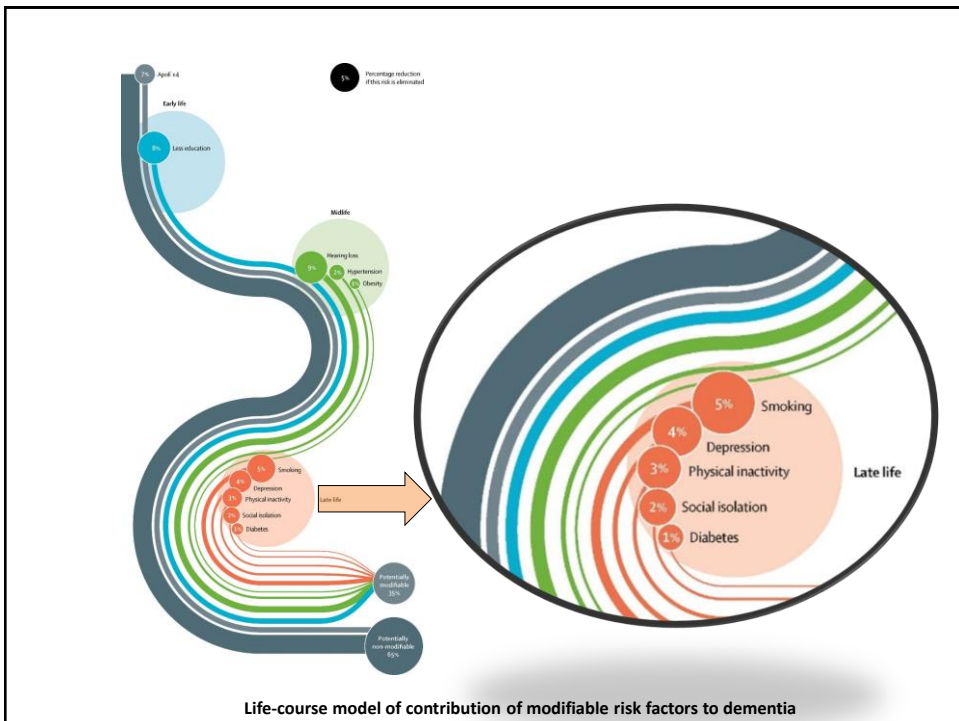 7% ApoE ε4
5% Percentage reduction
if this risk is eliminated
Early life
8% Less education
Midlife
Hearing loss
9% 2% Hypertension
Obesity
5% Smoking
4% Depression
3% Physical inactivity
Late life
2% Social isolation
Diabetes
Potentially
modifiable
35%
Potentially
non-modifiable
65%
5% Smoking
4% Depression
3% Physical inactivity
Late life
2% Social isolation
1% Diabetes
Life-course model of contribution of modifiable risk factors to dementia